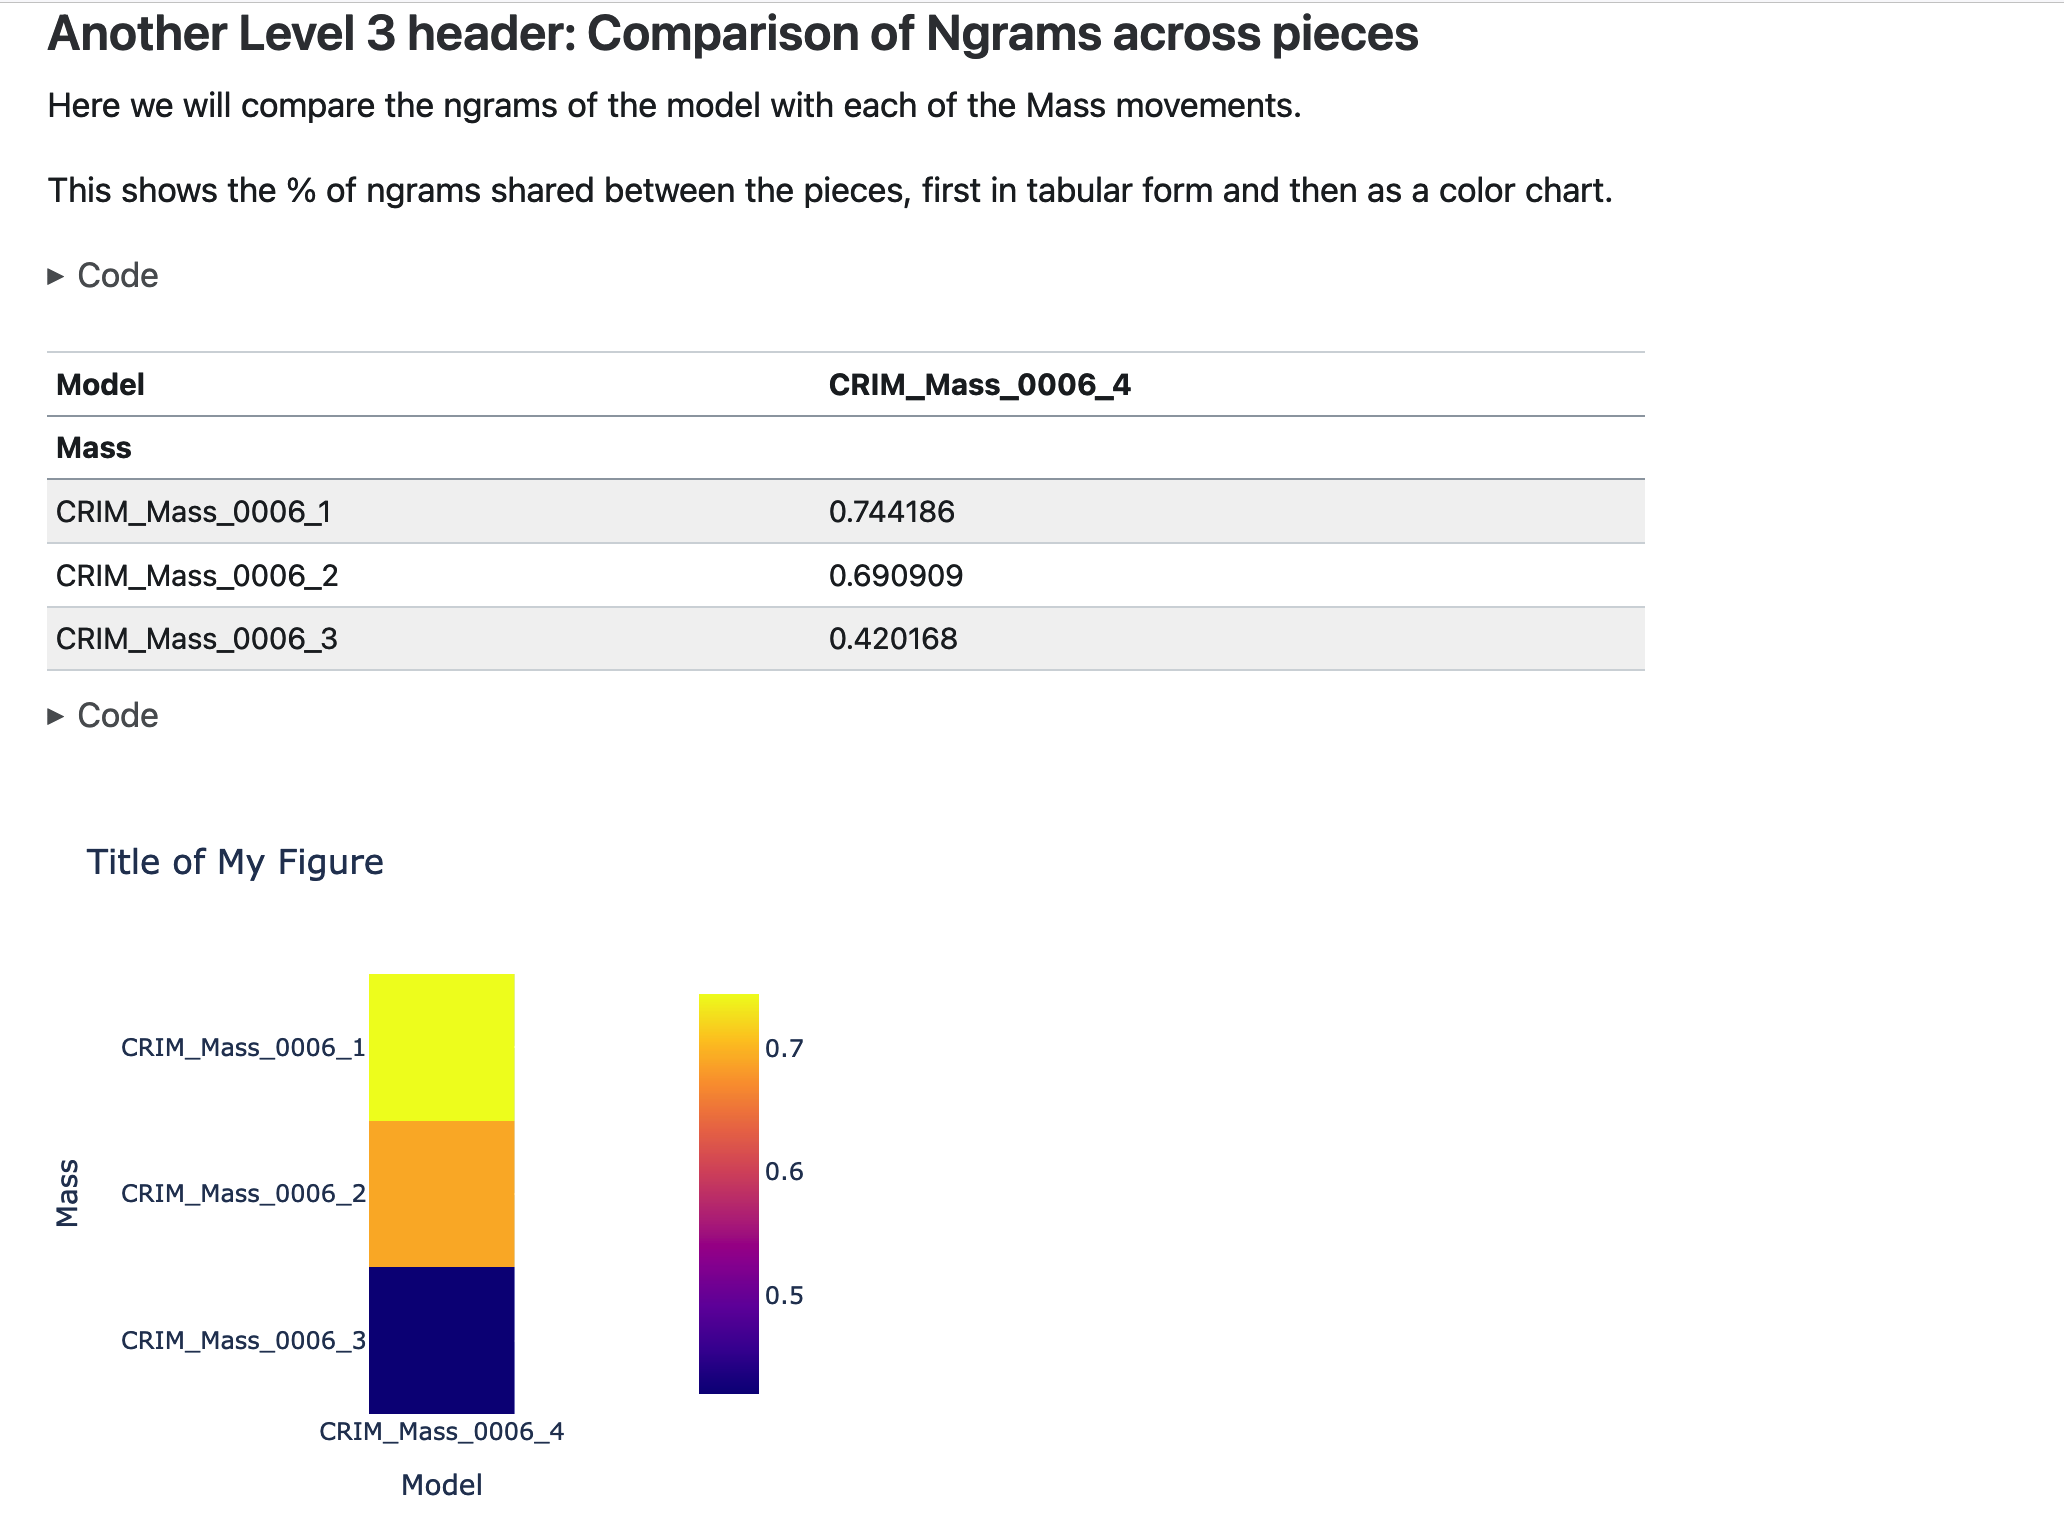 Another Level 3 header: Comparison of Ngrams across pieces
Here we will compare the ngrams of the model with each of the Mass movements.
This shows the % of ngrams shared between the pieces, first in tabular form and then as a color chart.
▶ Code
Model CRIM_Mass_0006_4
Mass
CRIM_Mass_0006_1 0.744186
CRIM_Mass_0006_2 0.690909
CRIM_Mass_0006_3 0.420168
▶ Code
Title of My Figure
CRIM_Mass_0006_1
CRIM_Mass_0006_2
CRIM_Mass_0006_3
Mass
CRIM_Mass_0006_4
Model
0.7
0.6
0.5